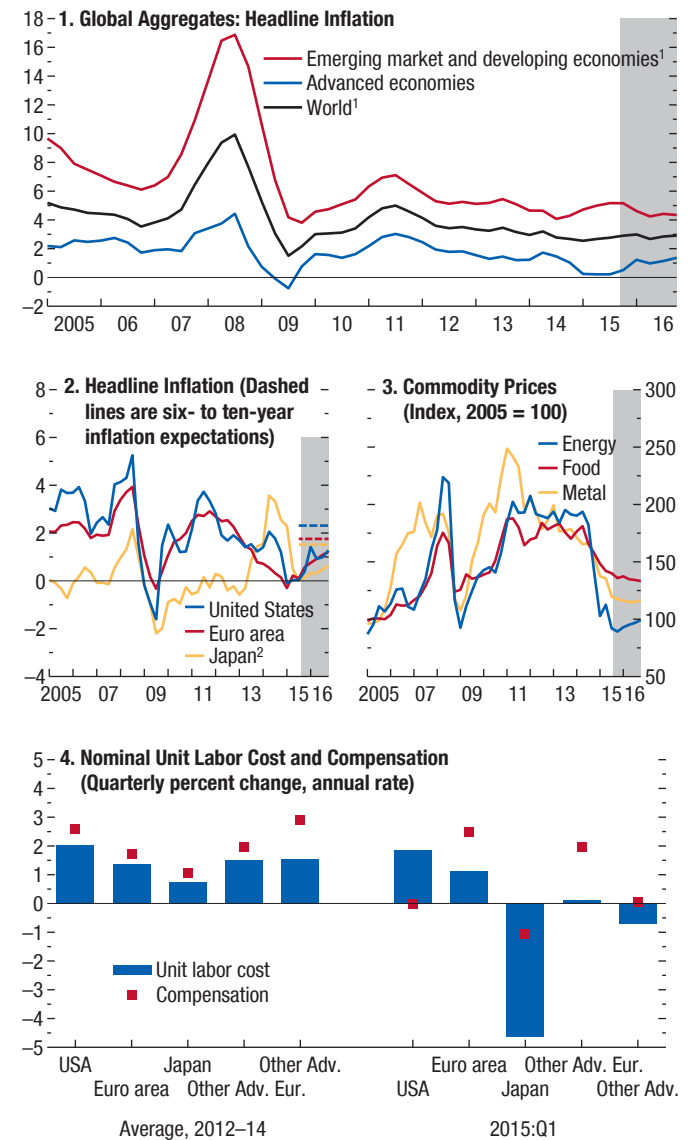 1. Global Aggregates: Headline Inflation
18
16
14
12
10
8
6
4
2
0
–2
Emerging market and developing economies¹
Advanced economies
World¹
2005 06 07 08 09 10 11 12 13 14 15 16
2. Headline Inflation (Dashed
lines are six- to ten-year
inflation expectations)
8
6
4
2
0
–2
–4
United States
Euro area
Japan²
2005 07 09 11 13 15 16
3. Commodity Prices
(Index, 2005 = 100)
Energy
Food
Metal
300
250
200
150
100
50
2005 07 09 11 13 15 16
4. Nominal Unit Labor Cost and Compensation
(Quarterly percent change, annual rate)
5
4
3
2
1
0
–1
–2
–3
–4
–5
Unit labor cost
Compensation
USA Japan Other Adv.
Euro area Other Adv. Eur.
Euro area Other Adv. Eur.
USA Japan Other Adv.
Average, 2012–14
2015:Q1